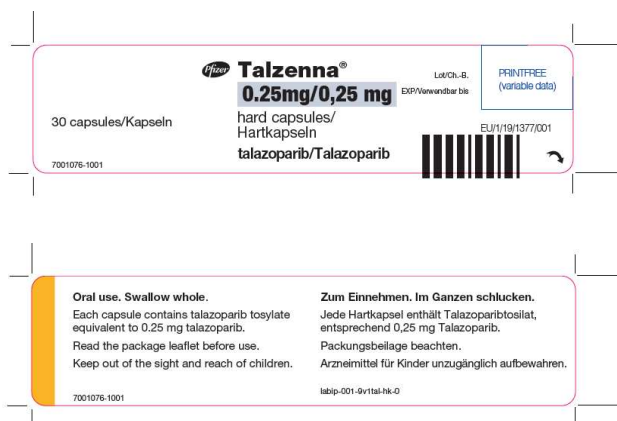 Pfizer
Talzenna®
0.25mg/0,25 mg
hard capsules/
Hartkapseln
talazoparib/Talazoparib
30 capsules/Kapseln
7001076-1001
Lot/Ch.-B.
EXP/Verwendbar bis
PRINTFREE
(variable data)
EU/1/19/1377/001
Oral use. Swallow whole.
Each capsule contains talazoparib tosylate
equivalent to 0.25 mg talazoparib.
Read the package leaflet before use.
Keep out of the sight and reach of children.
7001076-1001
Zum Einnehmen. Im Ganzen schlucken.
Jede Hartkapsel enthält Talazoparibtosilat,
entsprechend 0,25 mg Talazoparib.
Packungsbeilage beachten.
Arzneimittel für Kinder unzugänglich aufbewahren.
labip-001-9v1tal-hk-0